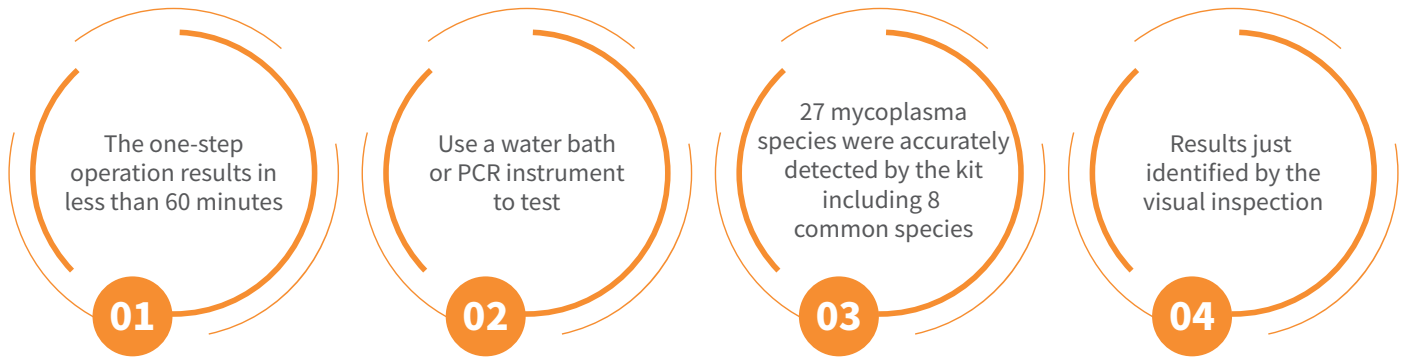 The one-step
operation results in
less than 60 minutes
01
Use a water bath
or PCR instrument
to test
02
27 mycoplasma
species were accurately
detected by the kit
including 8
common species
03
Results just
identified by the
visual inspection
04